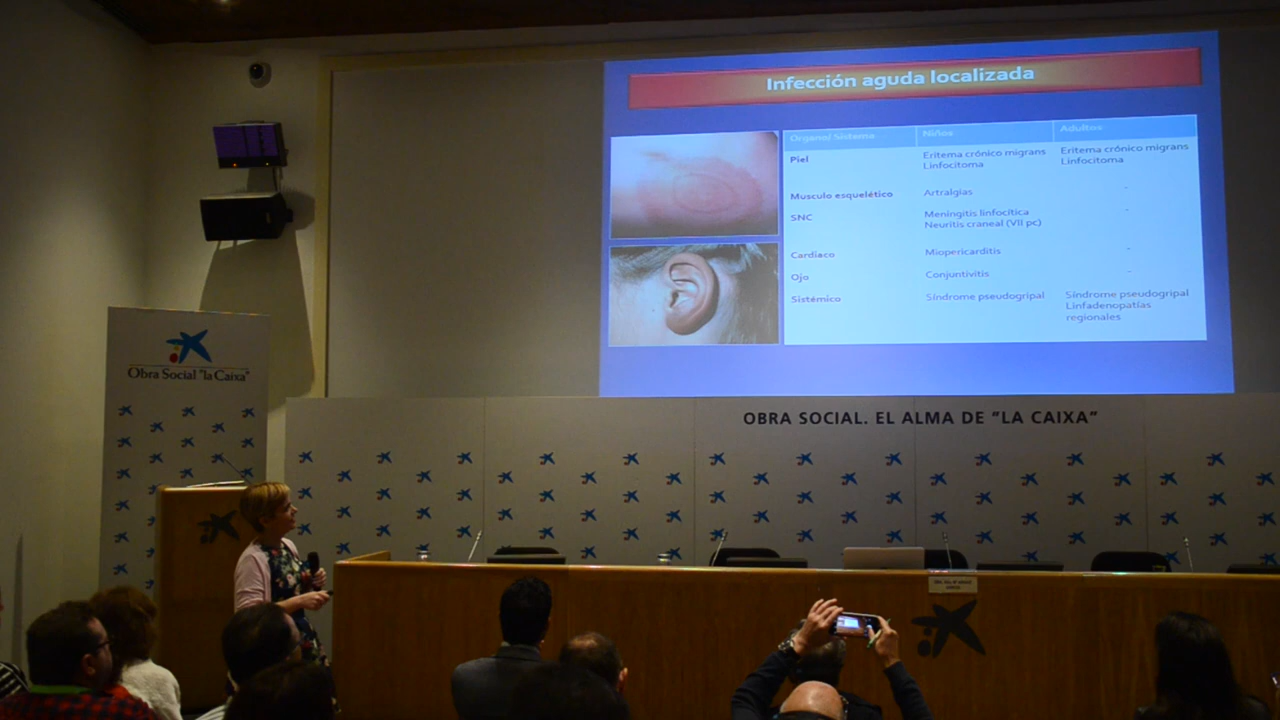 Infección aguda localizada
Organo/ Sistema Niños Adultos
Piel Eritema crónico migrans Eritema crónico migrans
Linfocitoma Linfocitoma
Musculo esquelético Artralgias -
SNC Meningitis linfocítica -
Neuritis craneal (VII pc)
Cardiaco Miopericarditis -
Ojo Conjuntivitis -
Sistémico Síndrome pseudogripal Síndrome pseudogripal
Linfadenopatías
regionales
Obra Social "la Caixa"
OBRA SOCIAL. EL ALMA DE "LA CAIXA"